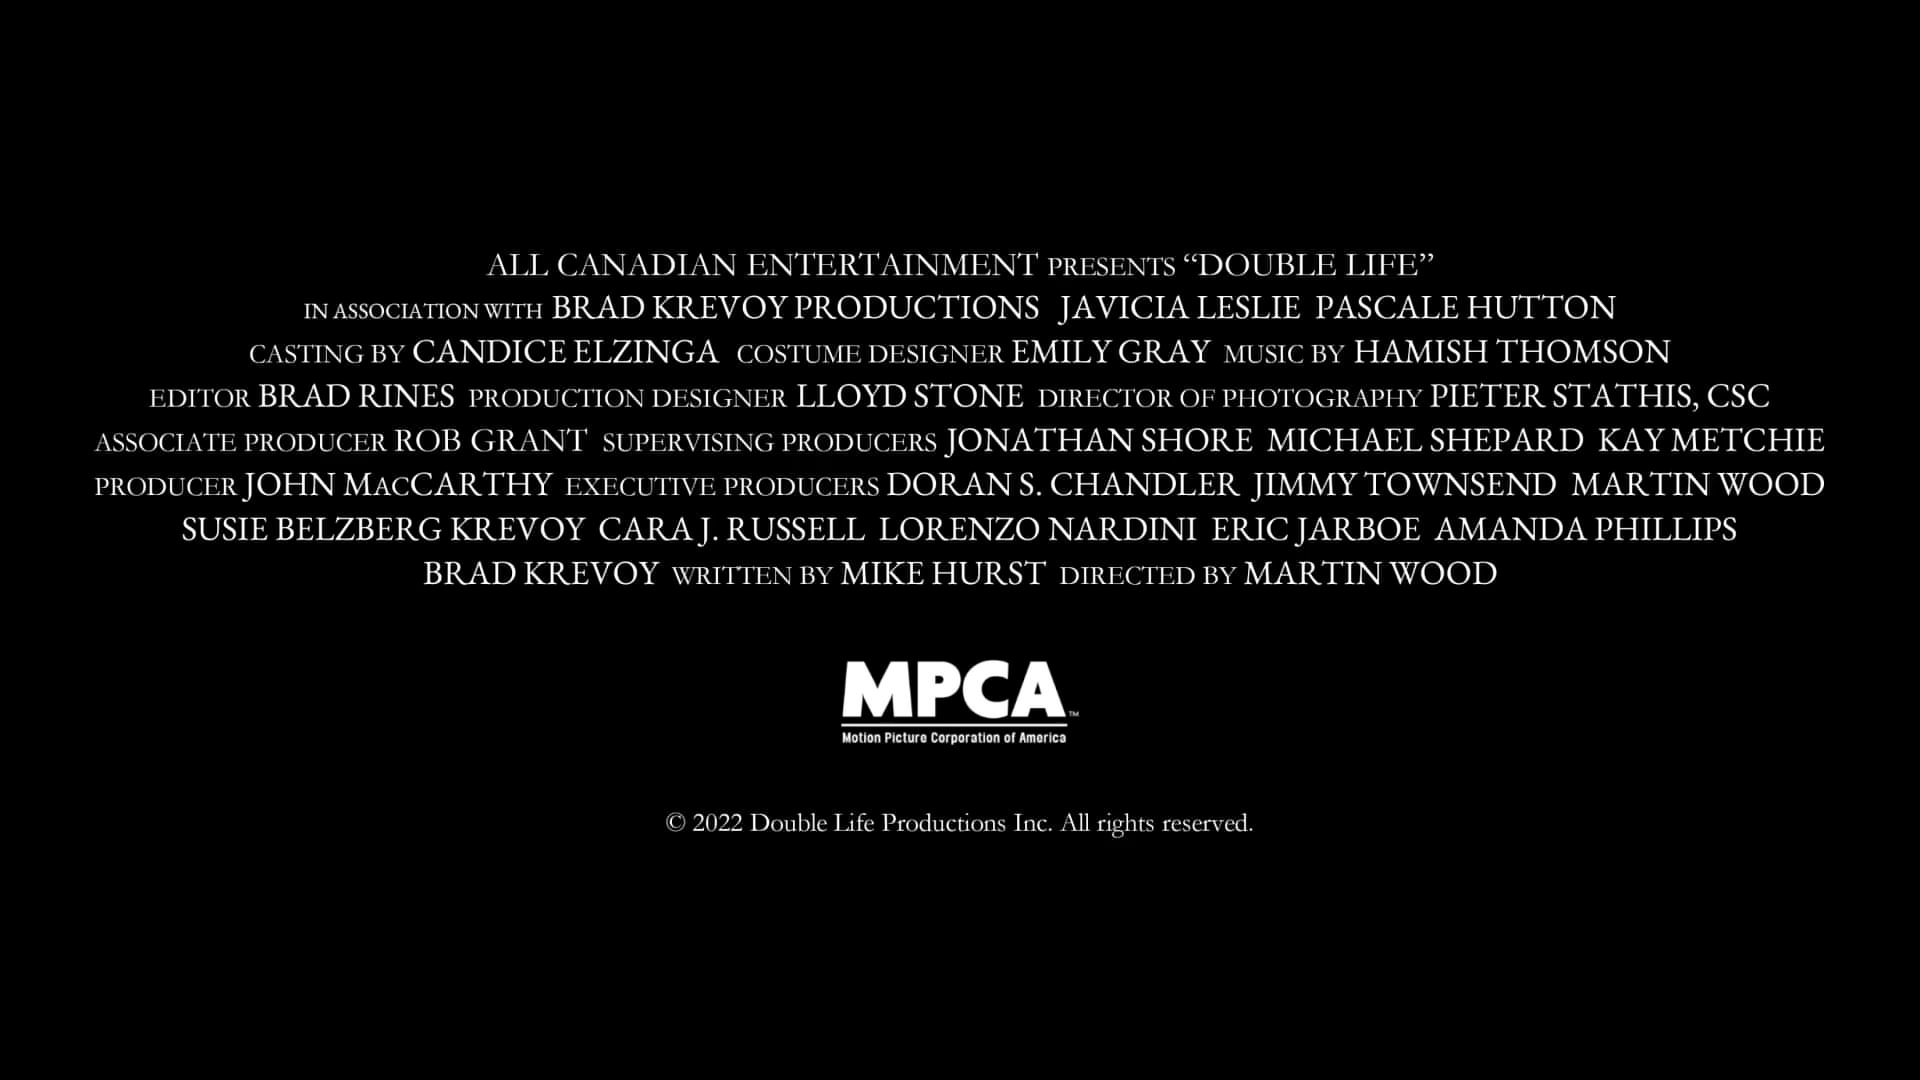 ALL CANADIAN ENTERTAINMENT PRESENTS “DOUBLE LIFE”
IN ASSOCIATION WITH BRAD KREVOY PRODUCTIONS JAVICIA LESLIE PASCALE HUTTON
CASTING BY CANDICE ELZINGA COSTUME DESIGNER EMILY GRAY MUSIC BY HAMISH THOMSON
EDITOR BRAD RINES PRODUCTION DESIGNER LLOYD STONE DIRECTOR OF PHOTOGRAPHY PIETER STATHIS, CSC
ASSOCIATE PRODUCER ROB GRANT SUPERVISING PRODUCERS JONATHAN SHORE MICHAEL SHEPARD KAY METCHIE
PRODUCER JOHN MACCARTHY EXECUTIVE PRODUCERS DORAN S. CHANDLER JIMMY TOWNSEND MARTIN WOOD
SUSIE BELZBERG KREVOY CARA J. RUSSELL LORENZO NARDINI ERIC JARBOE AMANDA PHILLIPS
BRAD KREVOY WRITTEN BY MIKE HURST DIRECTED BY MARTIN WOOD
MPCA™
Motion Picture Corporation of America
© 2022 Double Life Productions Inc. All rights reserved.